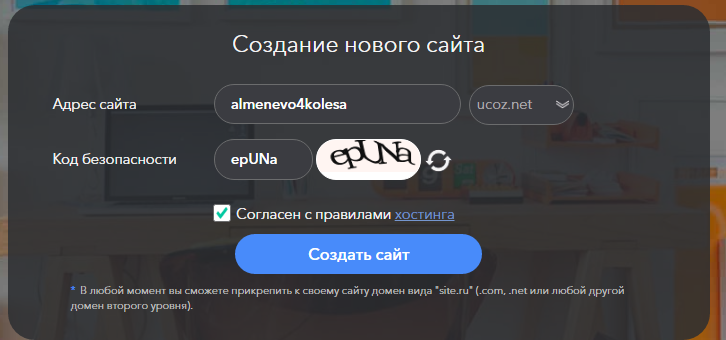 Создание нового сайта
Адрес сайта almenevo4kolesa ucoz.net
Код безопасности epUNa epUNa
Согласен с правилами хостинга
Создать сайт
* В любой момент вы сможете прикрепить к своему сайту домен вида "site.ru" (.com, .net или любой другой
домен второго уровня).